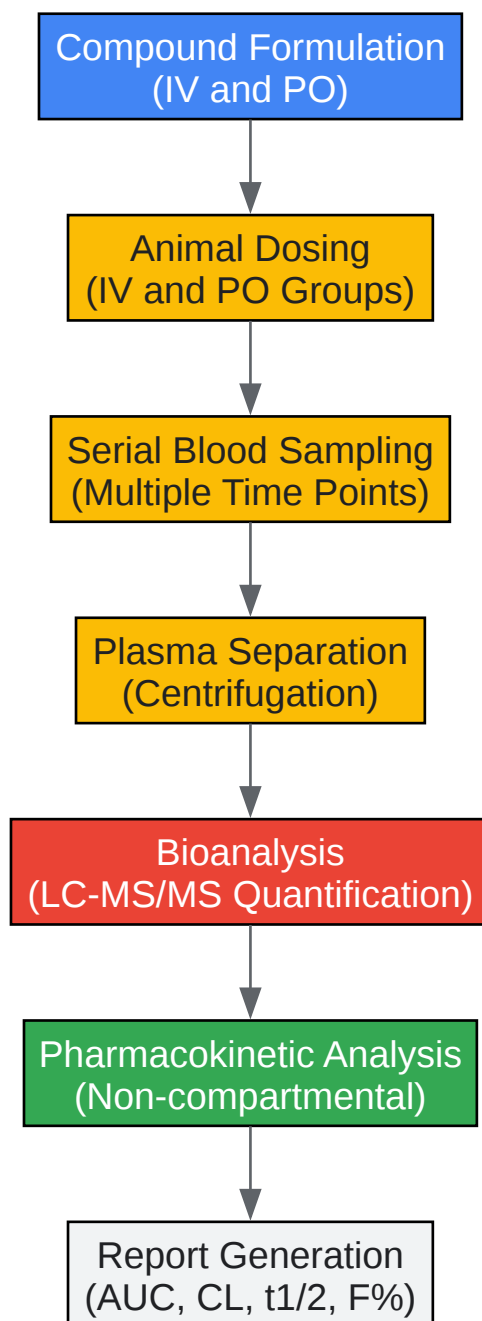 Compound Formulation
(IV and PO)
Animal Dosing
(IV and PO Groups)
Serial Blood Sampling
(Multiple Time Points)
Plasma Separation
(Centrifugation)
Bioanalysis
(LC-MS/MS Quantification)
Pharmacokinetic Analysis
(Non-compartmental)
Report Generation
(AUC, CL, t1/2, F%)